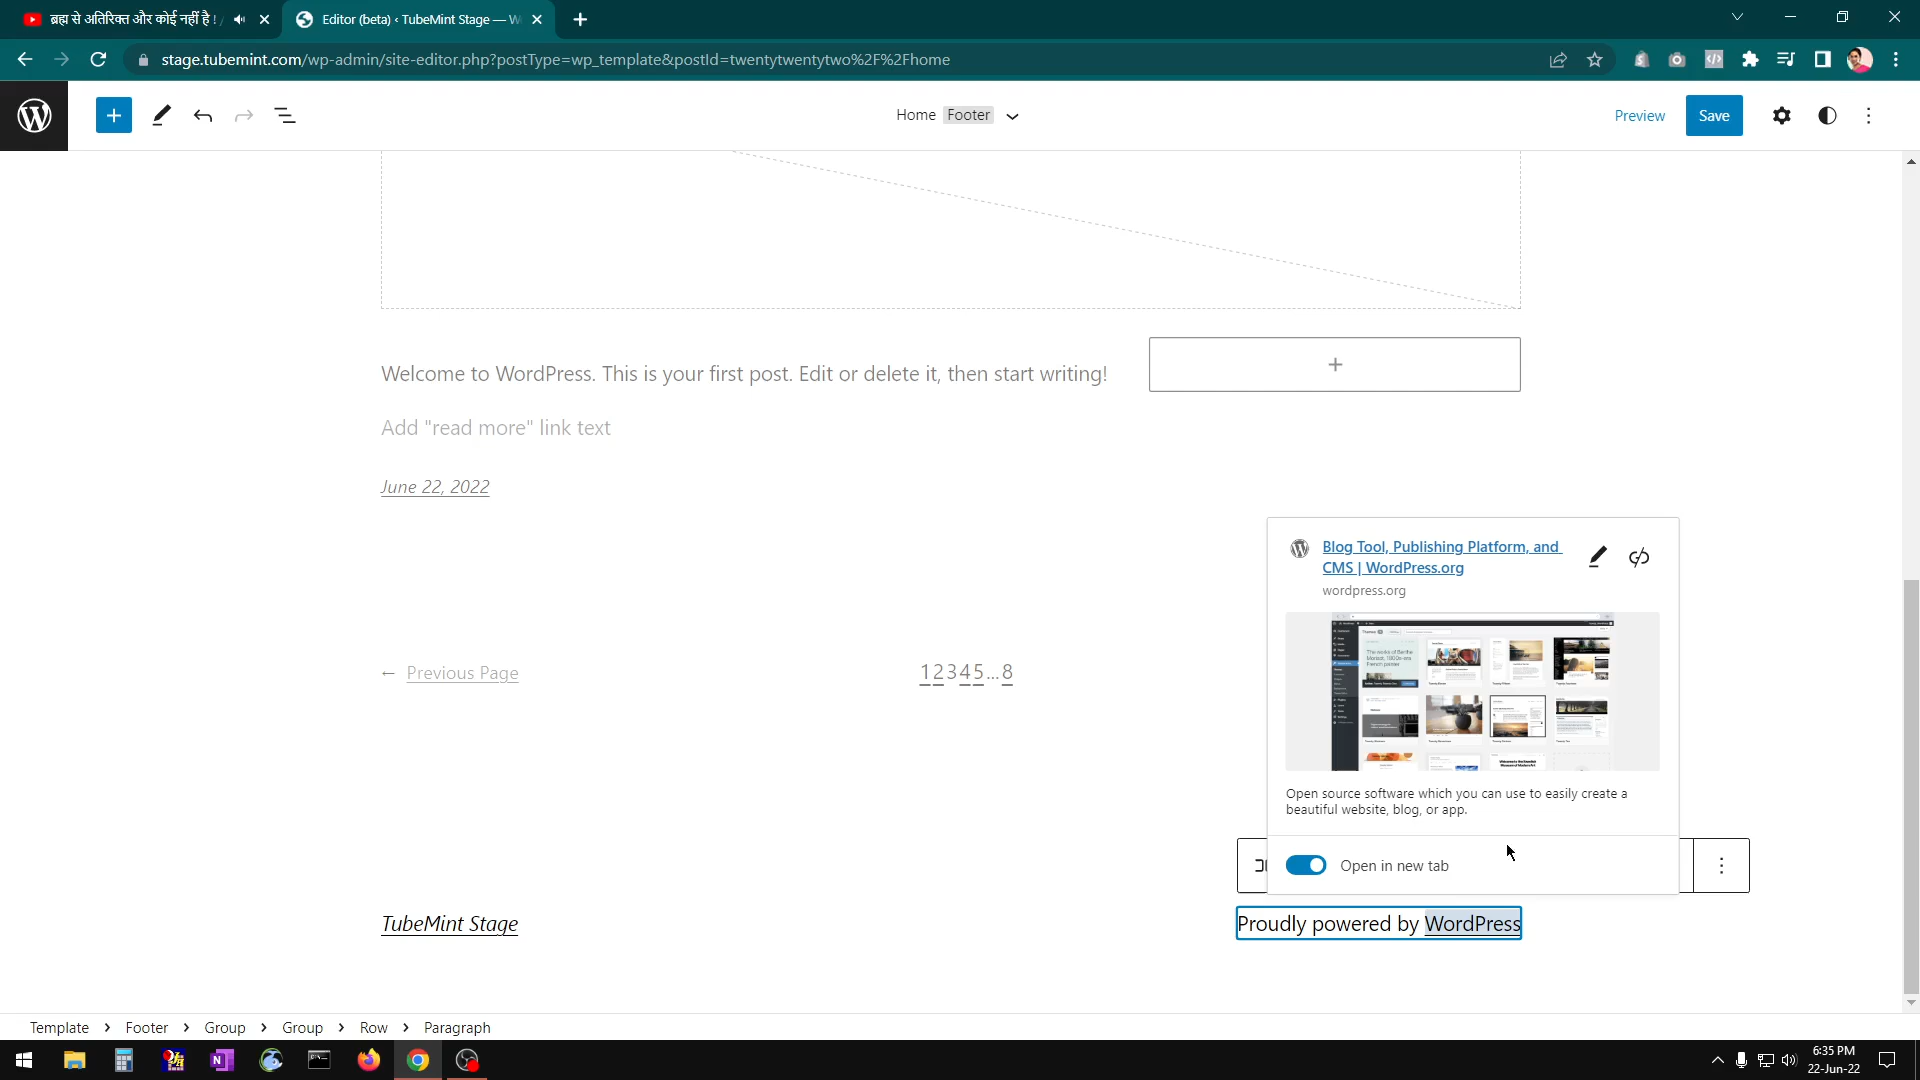 ब्रह्म से अतिरिक्त और कोई नहीं है !
Editor (beta) ‹ TubeMint Stage — W
stage.tubemint.com/wp-admin/site-editor.php?postType=wp_template&postId=twentytwentytwo%2F%2Fhome
Home Footer
Preview
Save
Welcome to WordPress. This is your first post. Edit or delete it, then start writing!
Add "read more" link text
June 22, 2022
Blog Tool, Publishing Platform, and
CMS | WordPress.org
wordpress.org
← Previous Page
1 2 3 4 5 … 8
Open source software which you can use to easily create a
beautiful website, blog, or app.
Open in new tab
TubeMint Stage
Proudly powered by WordPress
Template › Footer › Group › Group › Row › Paragraph
6:35 PM
22-Jun-22